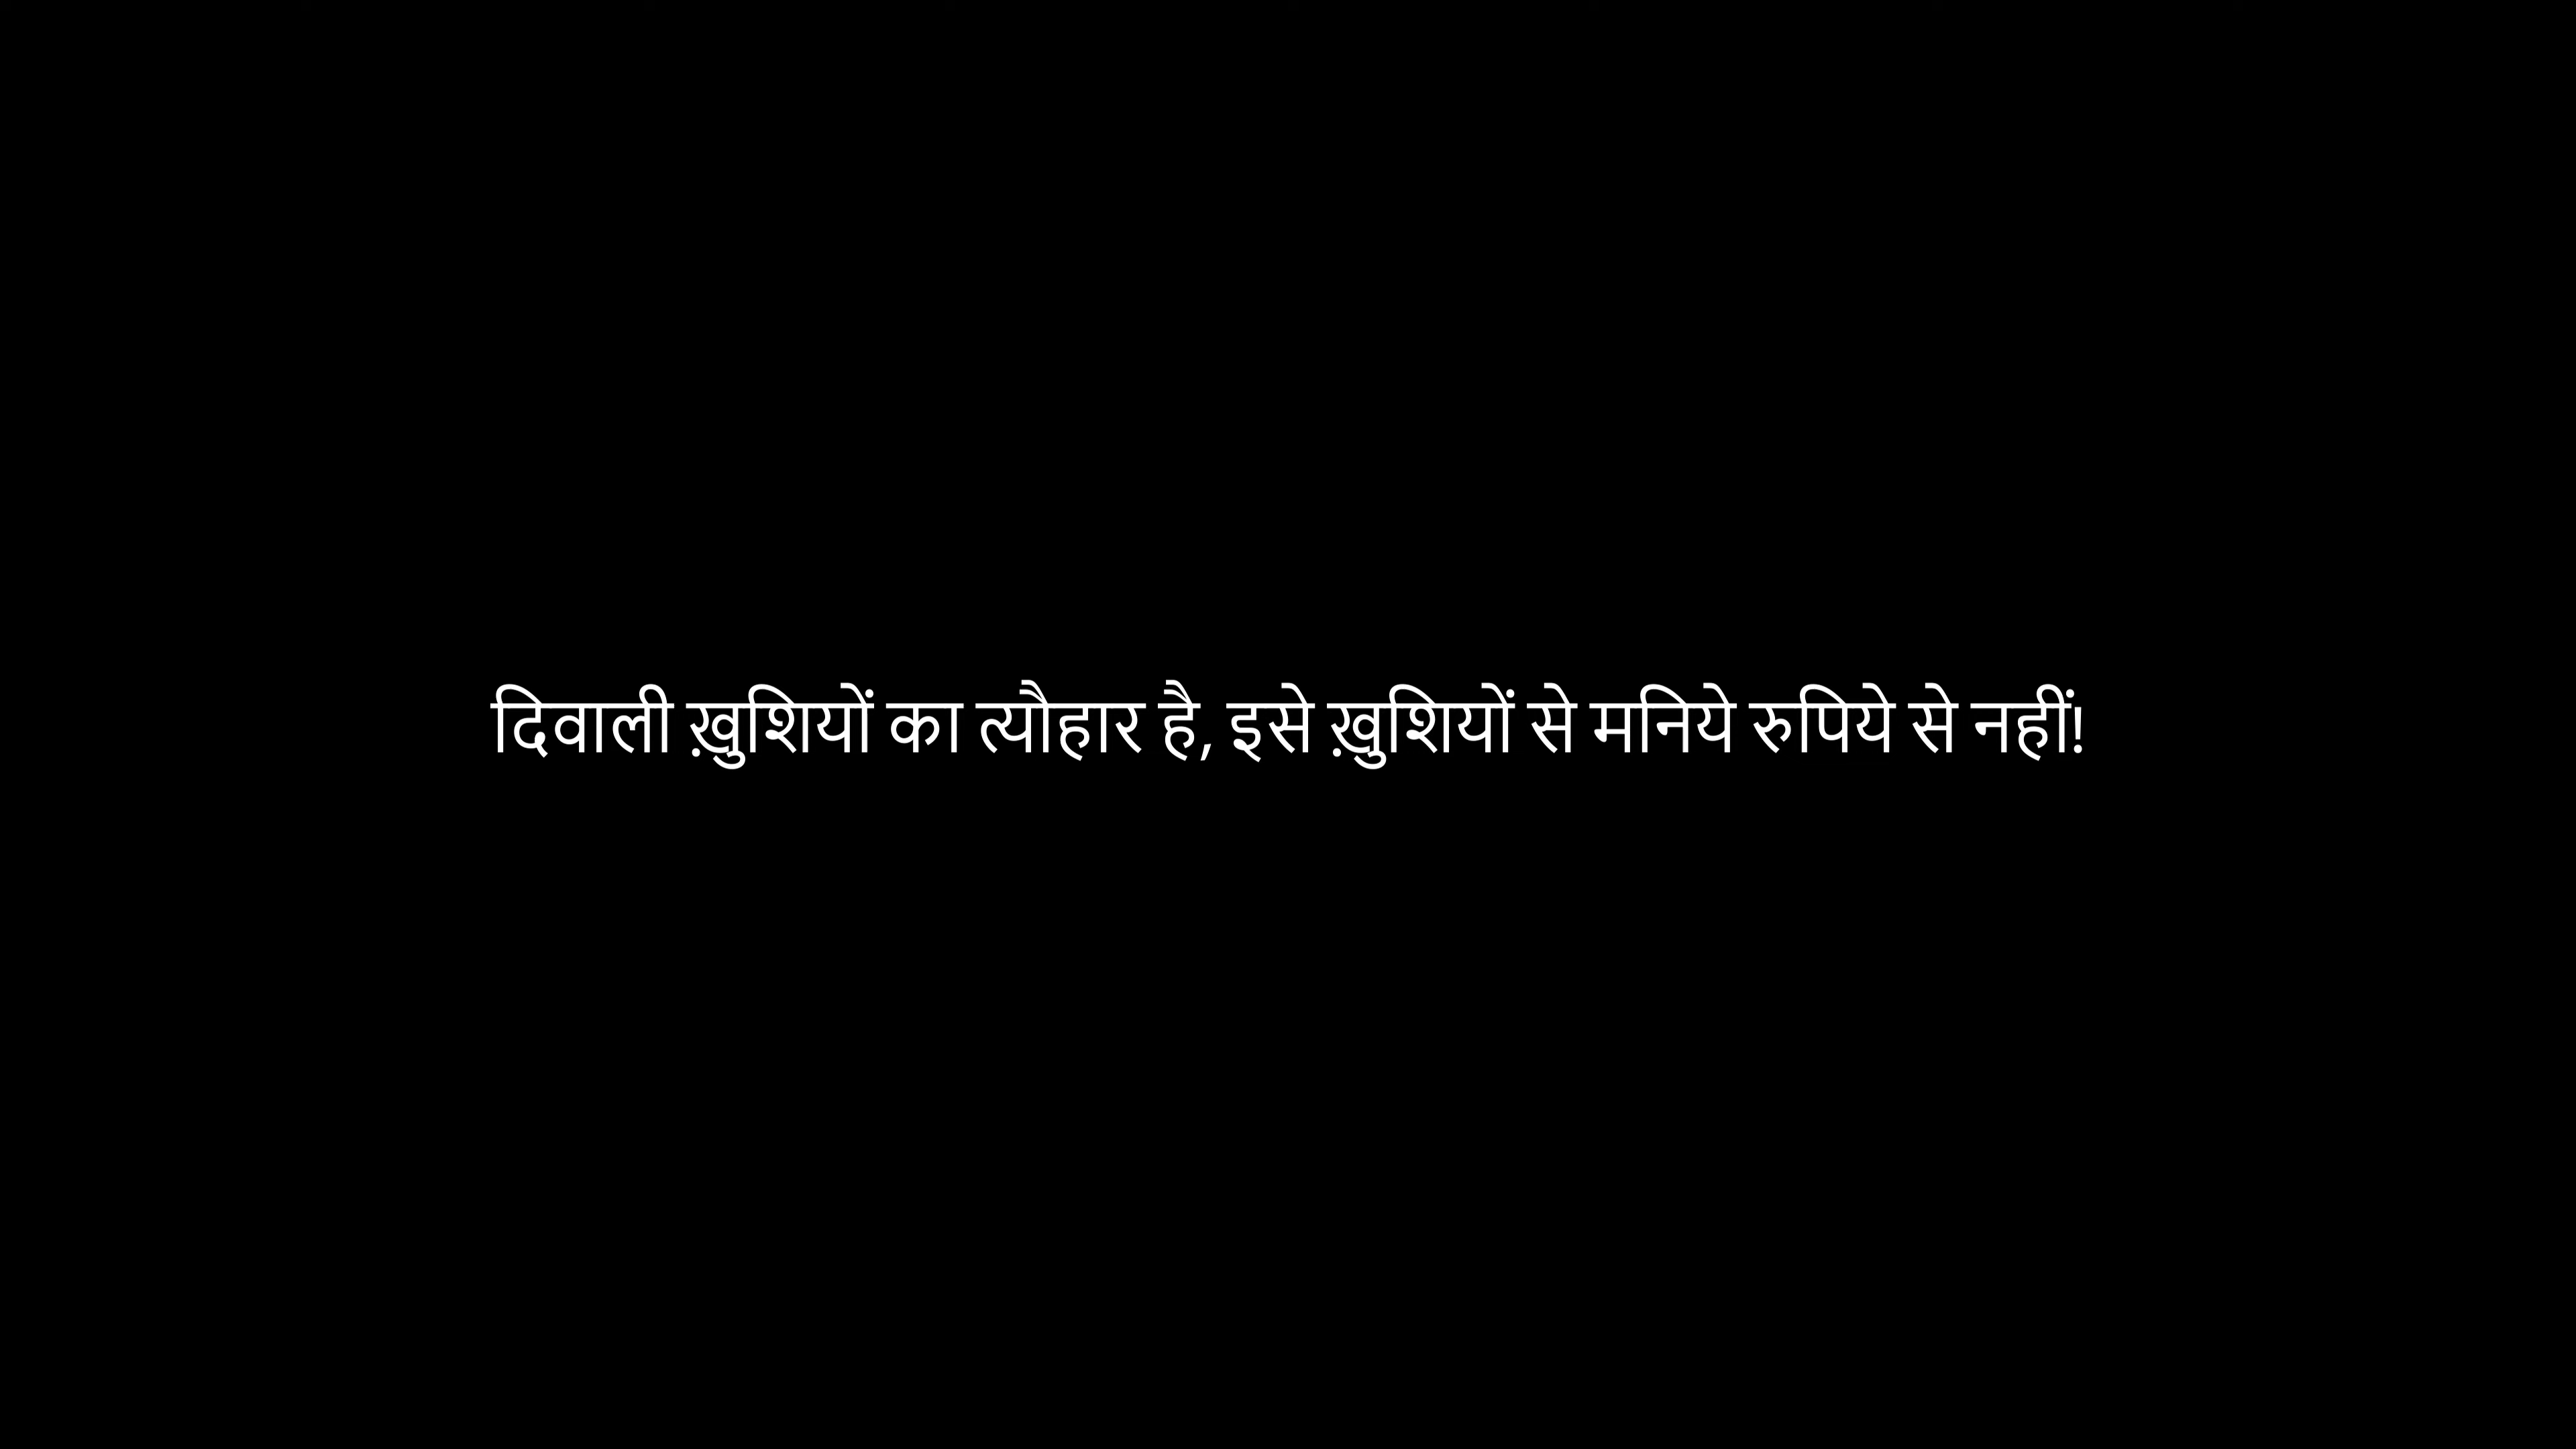 दिवाली ख़ुशियों का त्यौहार है, इसे ख़ुशियों से मनिये रुपिये से नहीं!